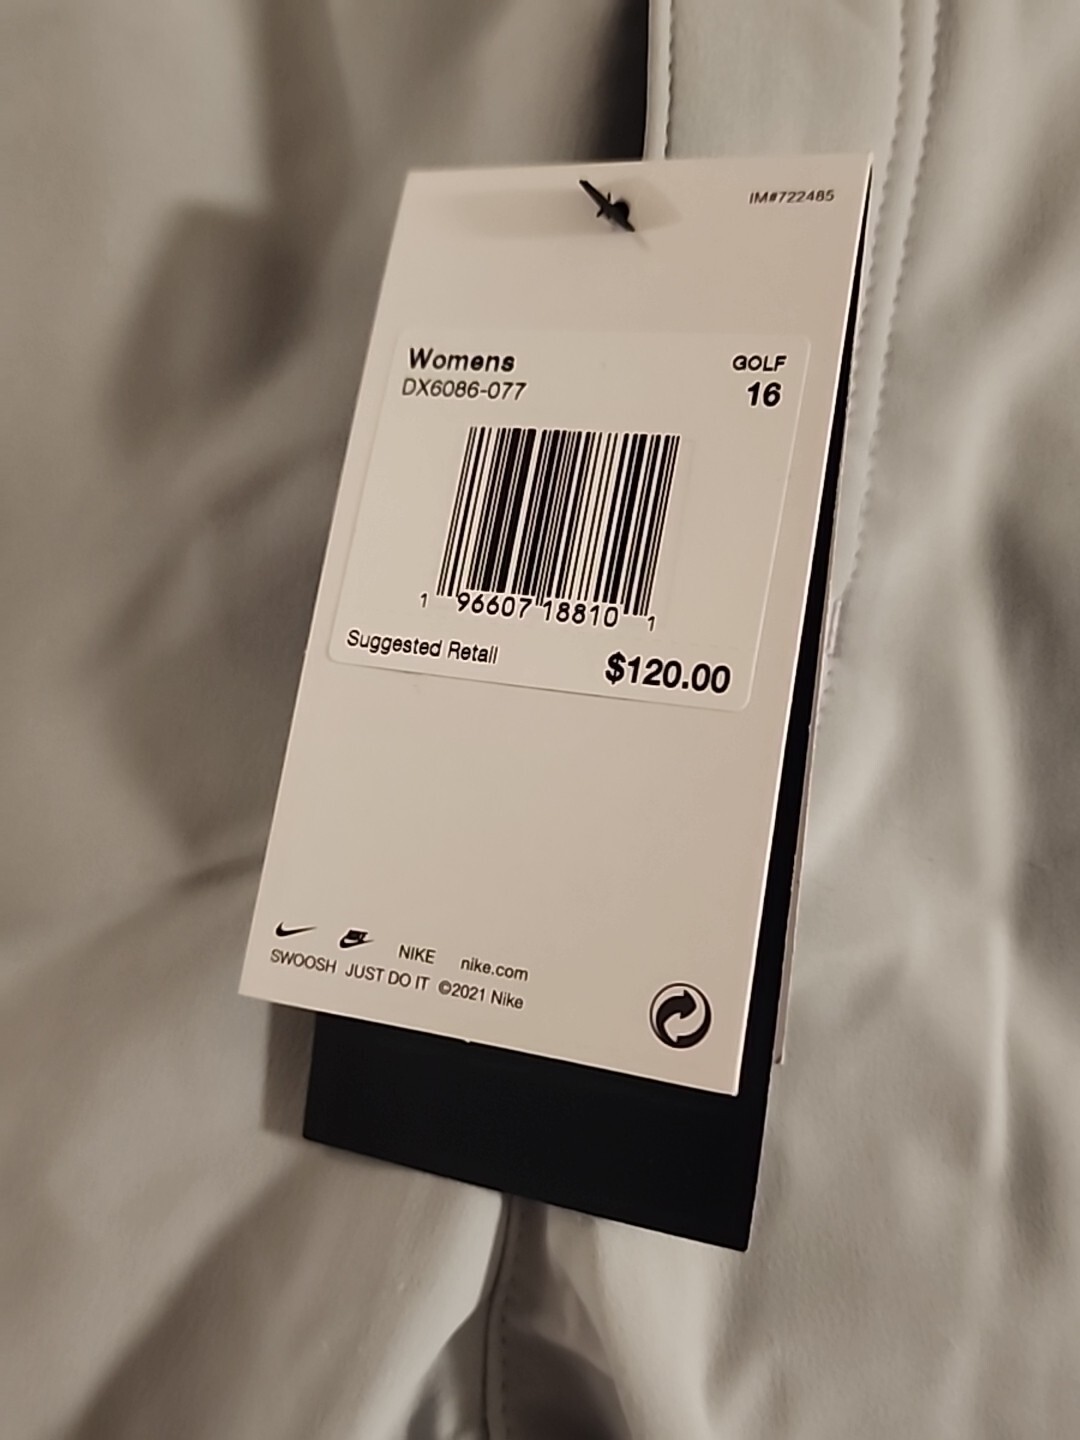 IM#722485
Womens GOLF
DX6086-077 16
1 96607 18810 1
Suggested Retail $120.00
NIKE nike.com
SWOOSH JUST DO IT ©2021 Nike